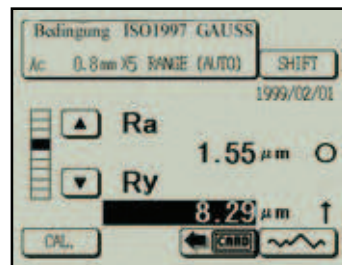 Bedingung ISO1997 GAUSS
λc 0.8mm X5 RANGE (AUTO) SHIFT
1999/02/01
▲ Ra
1.55 µm O
▼ Ry
8.29 µm ↑
CAL. CARD